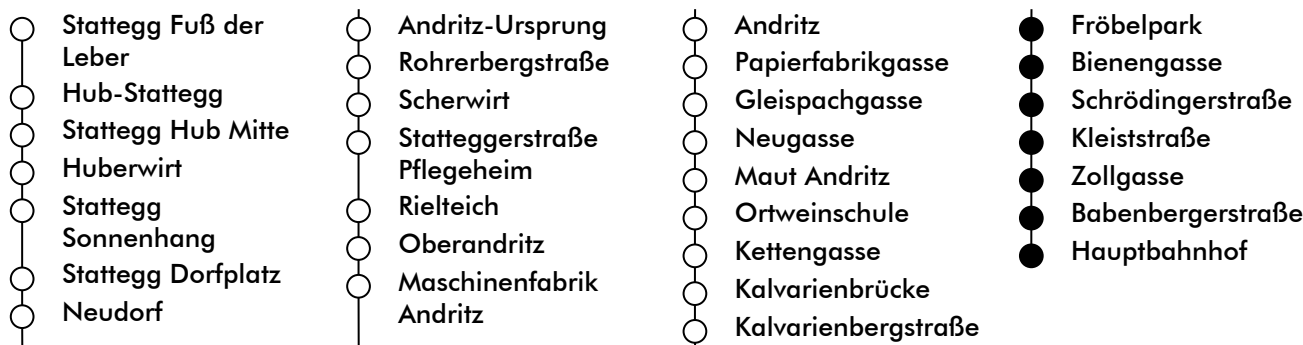 Stattegg Fuß der
Leber
Hub-Stattegg
Stattegg Hub Mitte
Huberwirt
Stattegg
Sonnenhang
Stattegg Dorfplatz
Neudorf
Andritz-Ursprung
Rohrerbergstraße
Scherwirt
Statteggerstraße
Pflegeheim
Rielteich
Oberandritz
Maschinenfabrik
Andritz
Andritz
Papierfabrikgasse
Gleispachgasse
Neugasse
Maut Andritz
Ortweinschule
Kettengasse
Kalvarienbrücke
Kalvarienbergstraße
Fröbelpark
Bienengasse
Schrödingerstraße
Kleiststraße
Zollgasse
Babenbergerstraße
Hauptbahnhof